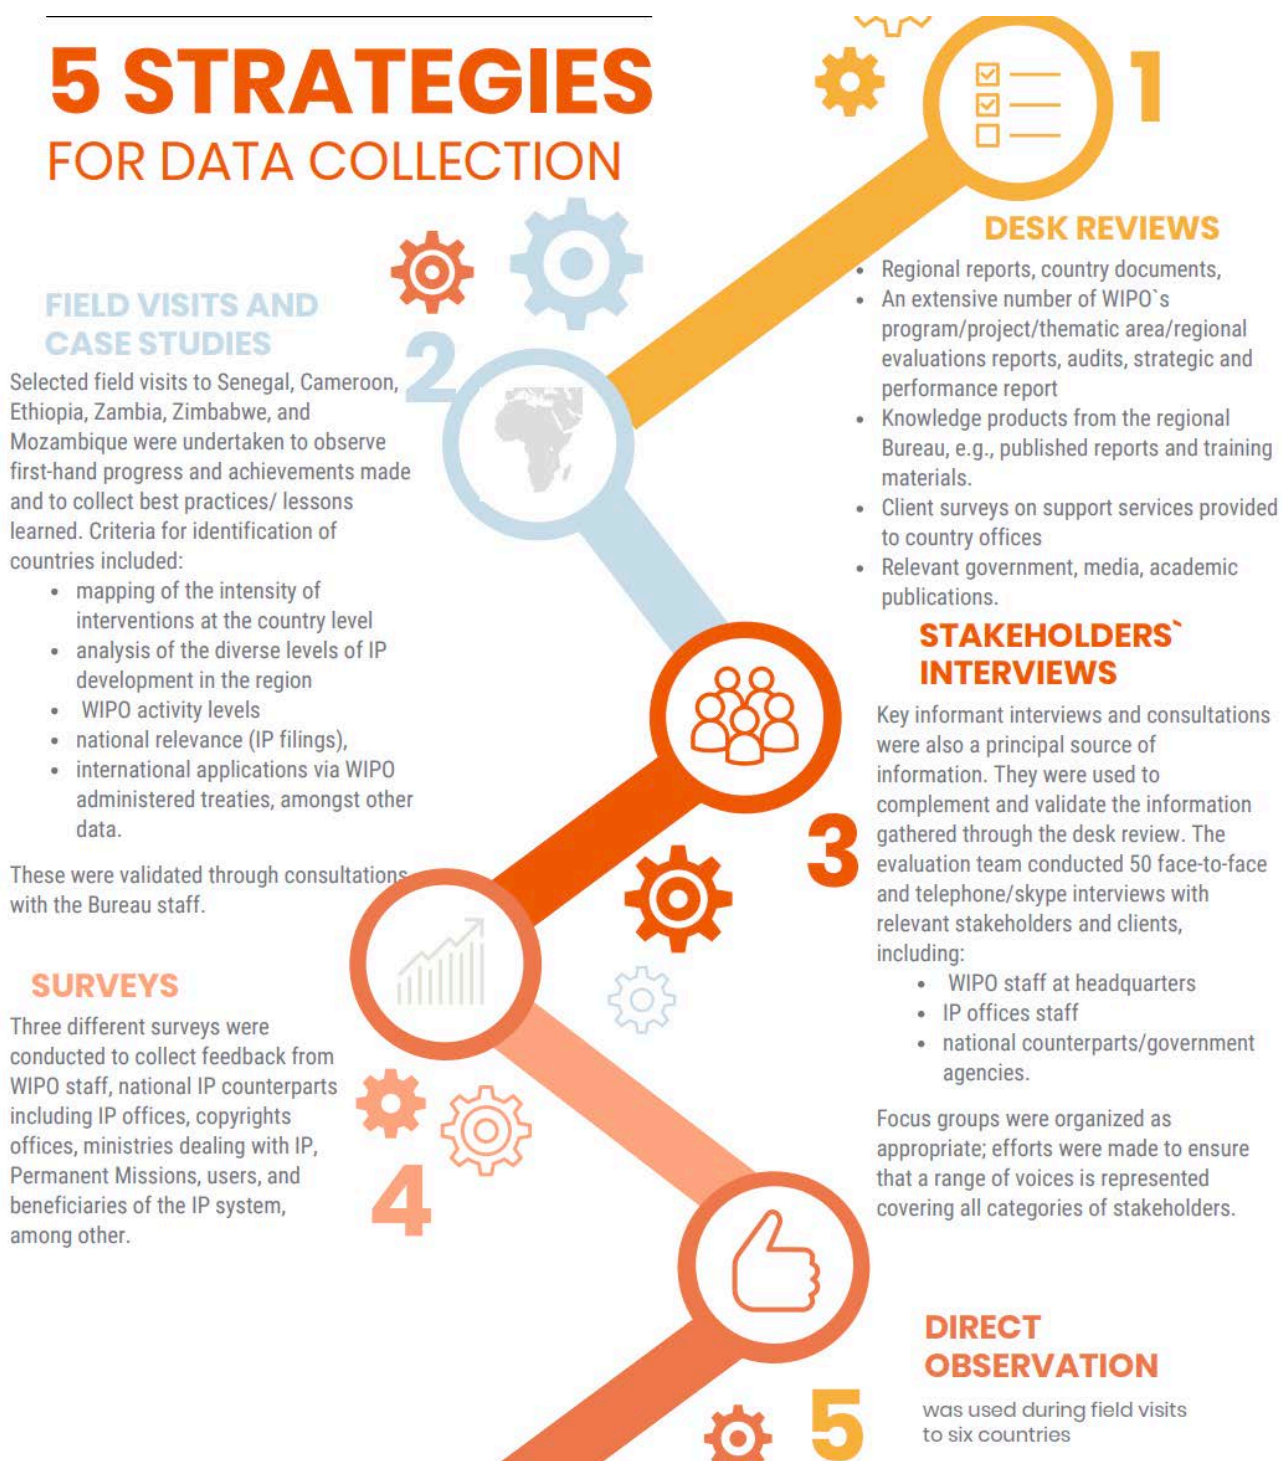 5 STRATEGIES
FOR DATA COLLECTION
1
DESK REVIEWS
• Regional reports, country documents,
• An extensive number of WIPO`s
program/project/thematic area/regional
evaluations reports, audits, strategic and
performance report
• Knowledge products from the regional
Bureau, e.g., published reports and training
materials.
• Client surveys on support services provided
to country offices
• Relevant government, media, academic
publications.
FIELD VISITS AND
CASE STUDIES
2
Selected field visits to Senegal, Cameroon,
Ethiopia, Zambia, Zimbabwe, and
Mozambique were undertaken to observe
first-hand progress and achievements made
and to collect best practices/ lessons
learned. Criteria for identification of
countries included:
• mapping of the intensity of
interventions at the country level
• analysis of the diverse levels of IP
development in the region
• WIPO activity levels
• national relevance (IP filings),
• international applications via WIPO
administered treaties, amongst other
data.
These were validated through consultations
with the Bureau staff.
STAKEHOLDERS`
INTERVIEWS
3
Key informant interviews and consultations
were also a principal source of
information. They were used to
complement and validate the information
gathered through the desk review. The
evaluation team conducted 50 face-to-face
and telephone/skype interviews with
relevant stakeholders and clients,
including:
• WIPO staff at headquarters
• IP offices staff
• national counterparts/government
agencies.
Focus groups were organized as
appropriate; efforts were made to ensure
that a range of voices is represented
covering all categories of stakeholders.
SURVEYS
Three different surveys were
conducted to collect feedback from
WIPO staff, national IP counterparts
including IP offices, copyrights
offices, ministries dealing with IP,
Permanent Missions, users, and
beneficiaries of the IP system,
among other.
4
DIRECT
OBSERVATION
5
was used during field visits
to six countries